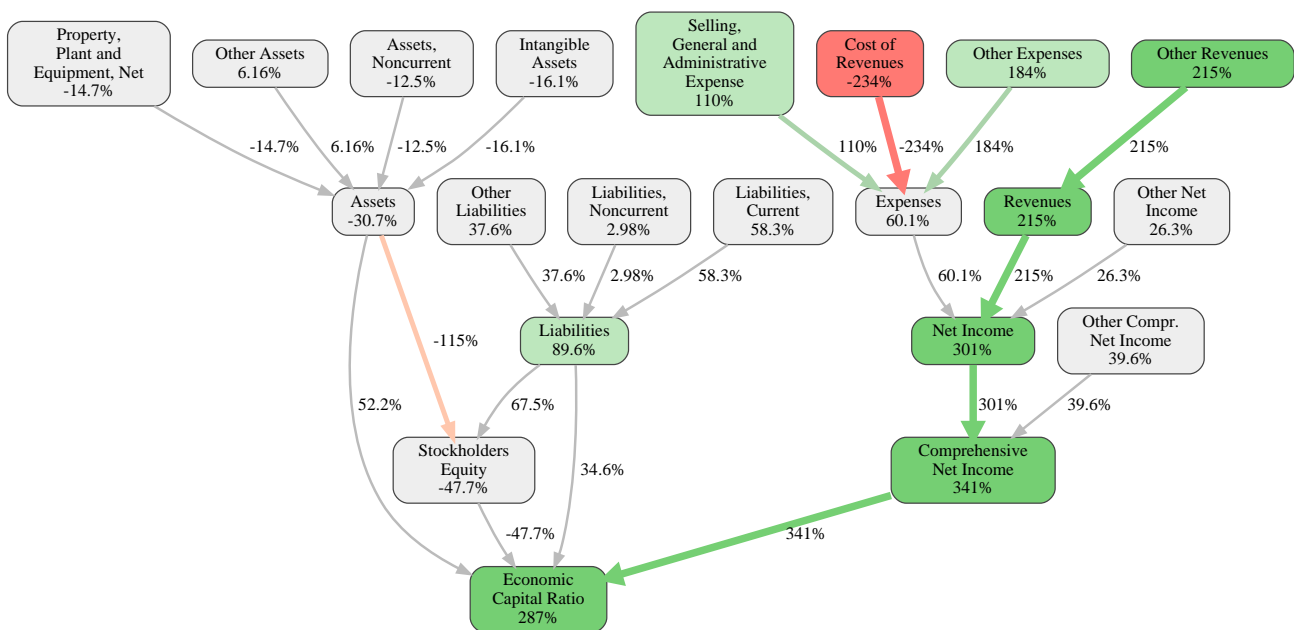 Property,
Plant and
Equipment, Net
-14.7%
Other Assets
6.16%
Assets,
Noncurrent
-12.5%
Intangible
Assets
-16.1%
Selling,
General and
Administrative
Expense
110%
Cost of
Revenues
-234%
Other Expenses
184%
Other Revenues
215%
-14.7%
6.16%
-12.5%
-16.1%
110%
-234%
184%
215%
Assets
-30.7%
Other
Liabilities
37.6%
Liabilities,
Noncurrent
2.98%
Liabilities,
Current
58.3%
Expenses
60.1%
Revenues
215%
Other Net
Income
26.3%
37.6%
2.98%
58.3%
60.1%
215%
26.3%
-115%
Liabilities
89.6%
Net Income
301%
Other Compr.
Net Income
39.6%
52.2%
67.5%
301%
39.6%
Stockholders
Equity
-47.7%
34.6%
Comprehensive
Net Income
341%
-47.7%
341%
Economic
Capital Ratio
287%